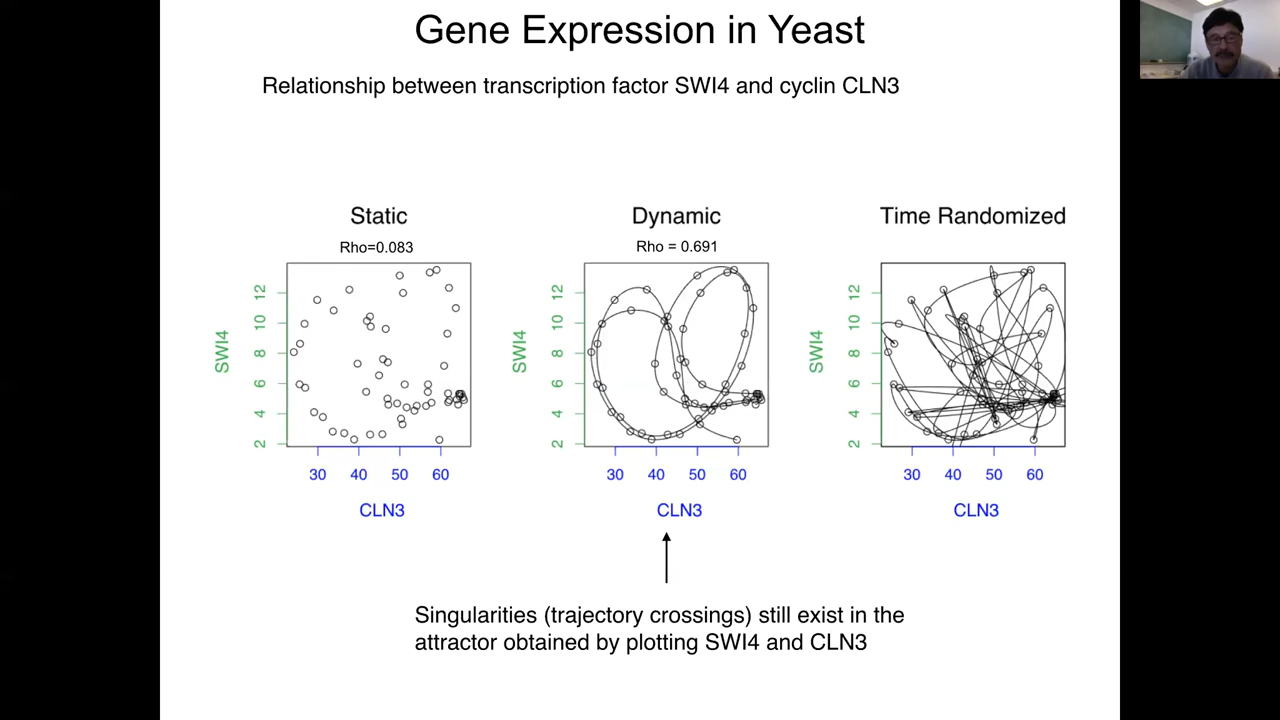 Gene Expression in Yeast
Relationship between transcription factor SWI4 and cyclin CLN3
Static
Rho=0.083
SWI4
12
10
8
6
4
2
30 40 50 60
CLN3
Dynamic
Rho = 0.691
SWI4
12
10
8
6
4
2
30 40 50 60
CLN3
Time Randomized
SWI4
12
10
8
6
4
2
30 40 50 60
CLN3
Singularities (trajectory crossings) still exist in the
attractor obtained by plotting SWI4 and CLN3